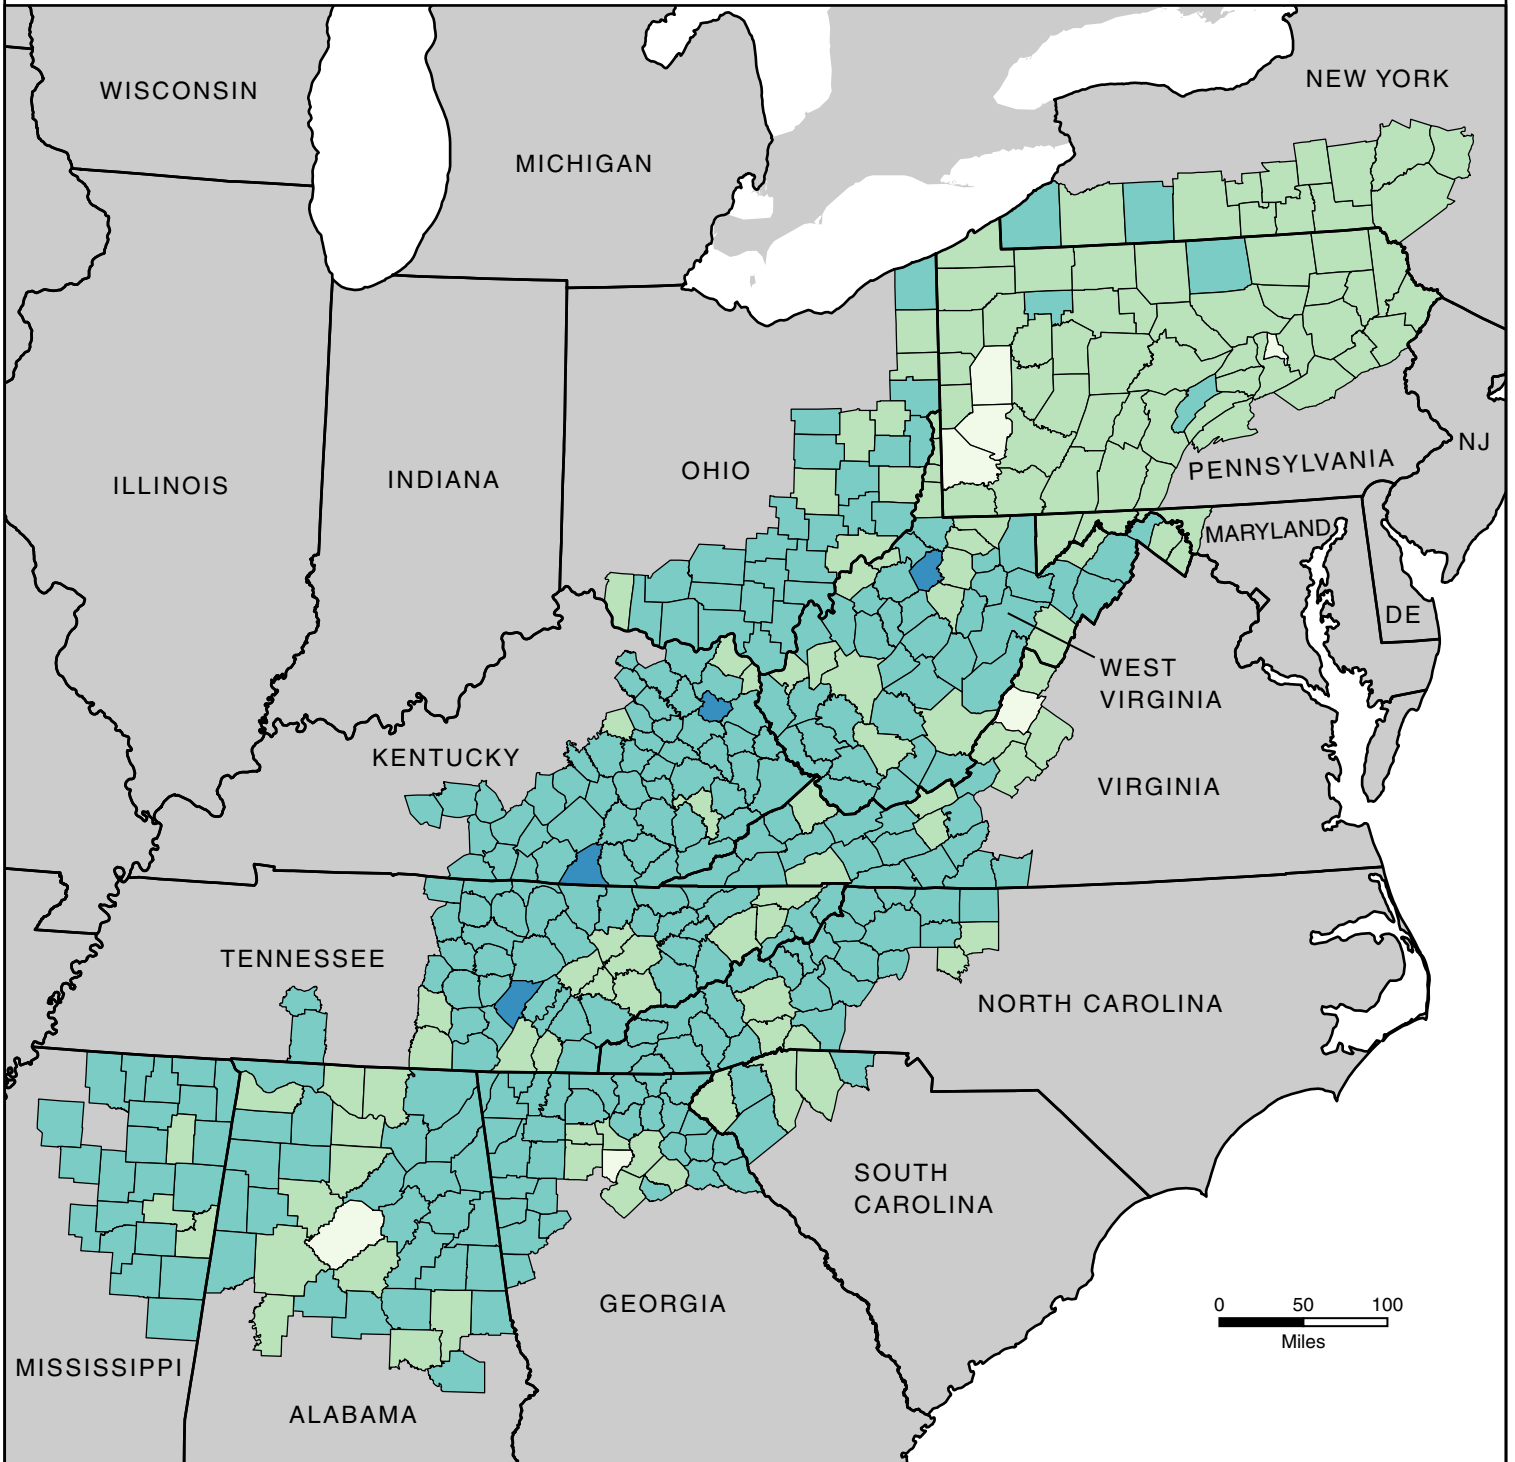 NEW YORK
WISCONSIN
MICHIGAN
NJ
PENNSYLVANIA
OHIO
INDIANA
ILLINOIS
MARYLAND
DE
WEST
VIRGINIA
KENTUCKY
VIRGINIA
TENNESSEE
NORTH CAROLINA
SOUTH
CAROLINA
GEORGIA
0 50 100
Miles
MISSISSIPPI
ALABAMA